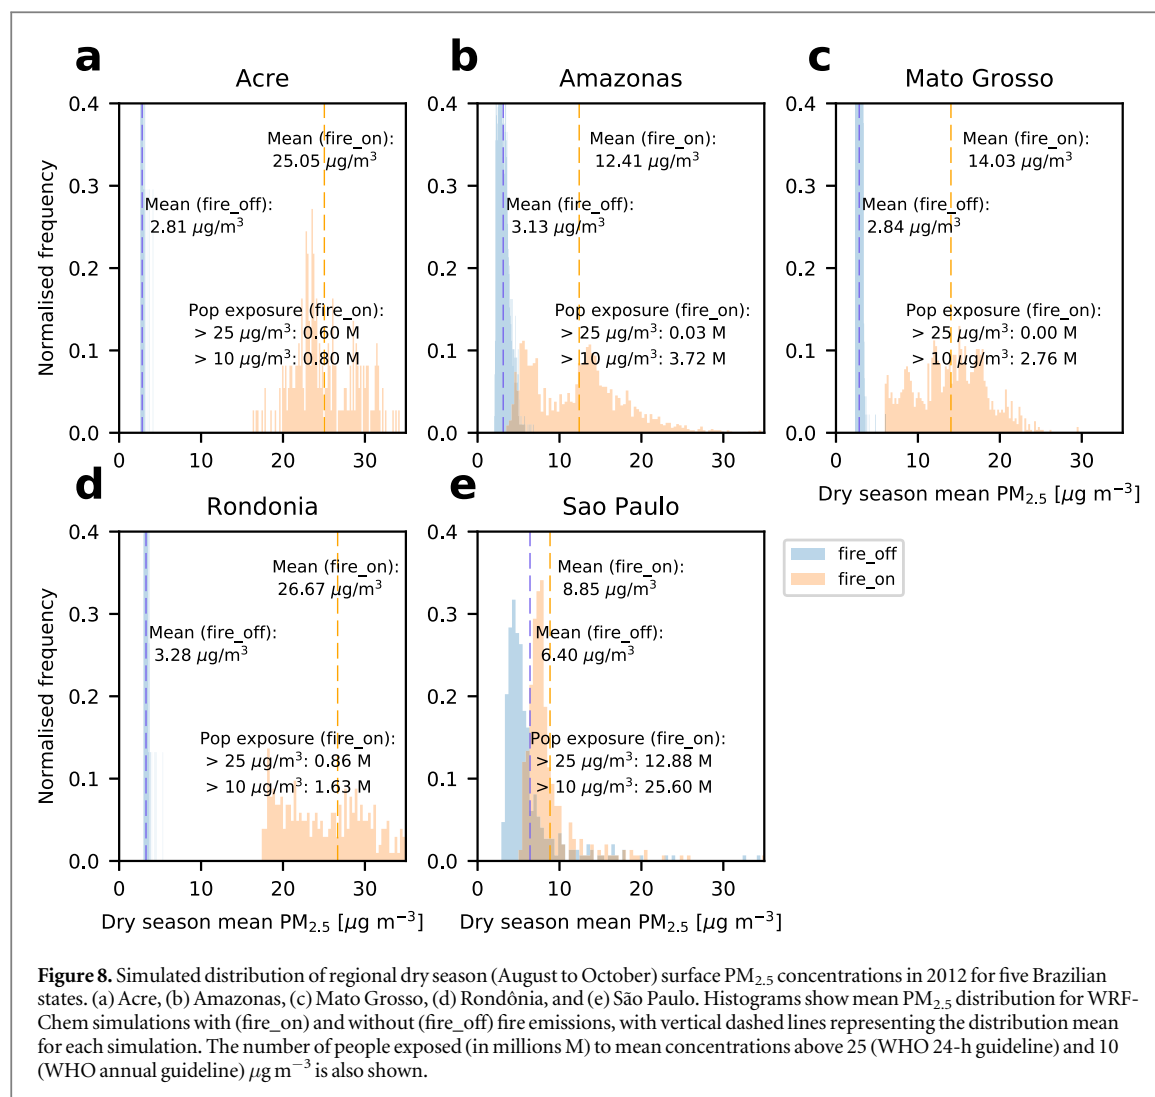 a
Acre
Normalised frequency
0.4
0.3
0.2
0.1
0.0
0
10
20
30
Mean (fire_on):
25.05 μg/m³
Mean (fire_off):
2.81 μg/m³
Pop exposure (fire_on):
> 25 μg/m³: 0.60 M
> 10 μg/m³: 0.80 M
b
Amazonas
0.4
0.3
0.2
0.1
0.0
0
10
20
30
Mean (fire_on):
12.41 μg/m³
Mean (fire_off):
3.13 μg/m³
Pop exposure (fire_on):
> 25 μg/m³: 0.03 M
> 10 μg/m³: 3.72 M
c
Mato Grosso
0.4
0.3
0.2
0.1
0.0
0
10
20
30
Mean (fire_on):
14.03 μg/m³
Mean (fire_off):
2.84 μg/m³
Pop exposure (fire_on):
> 25 μg/m³: 0.00 M
> 10 μg/m³: 2.76 M
Dry season mean PM₂.₅ [μg m⁻³]
d
Rondonia
Normalised frequency
0.4
0.3
0.2
0.1
0.0
0
10
20
30
Mean (fire_on):
26.67 μg/m³
Mean (fire_off):
3.28 μg/m³
Pop exposure (fire_on):
> 25 μg/m³: 0.86 M
> 10 μg/m³: 1.63 M
Dry season mean PM₂.₅ [μg m⁻³]
e
Sao Paulo
0.4
0.3
0.2
0.1
0.0
0
10
20
30
Mean (fire_on):
8.85 μg/m³
Mean (fire_off):
6.40 μg/m³
Pop exposure (fire_on):
> 25 μg/m³: 12.88 M
> 10 μg/m³: 25.60 M
Dry season mean PM₂.₅ [μg m⁻³]
fire_off
fire_on
Figure 8. Simulated distribution of regional dry season (August to October) surface PM₂.₅ concentrations in 2012 for five Brazilian
states. (a) Acre, (b) Amazonas, (c) Mato Grosso, (d) Rondônia, and (e) São Paulo. Histograms show mean PM₂.₅ distribution for WRF-
Chem simulations with (fire_on) and without (fire_off) fire emissions, with vertical dashed lines representing the distribution mean
for each simulation. The number of people exposed (in millions M) to mean concentrations above 25 (WHO 24-h guideline) and 10
(WHO annual guideline) μg m⁻³ is also shown.